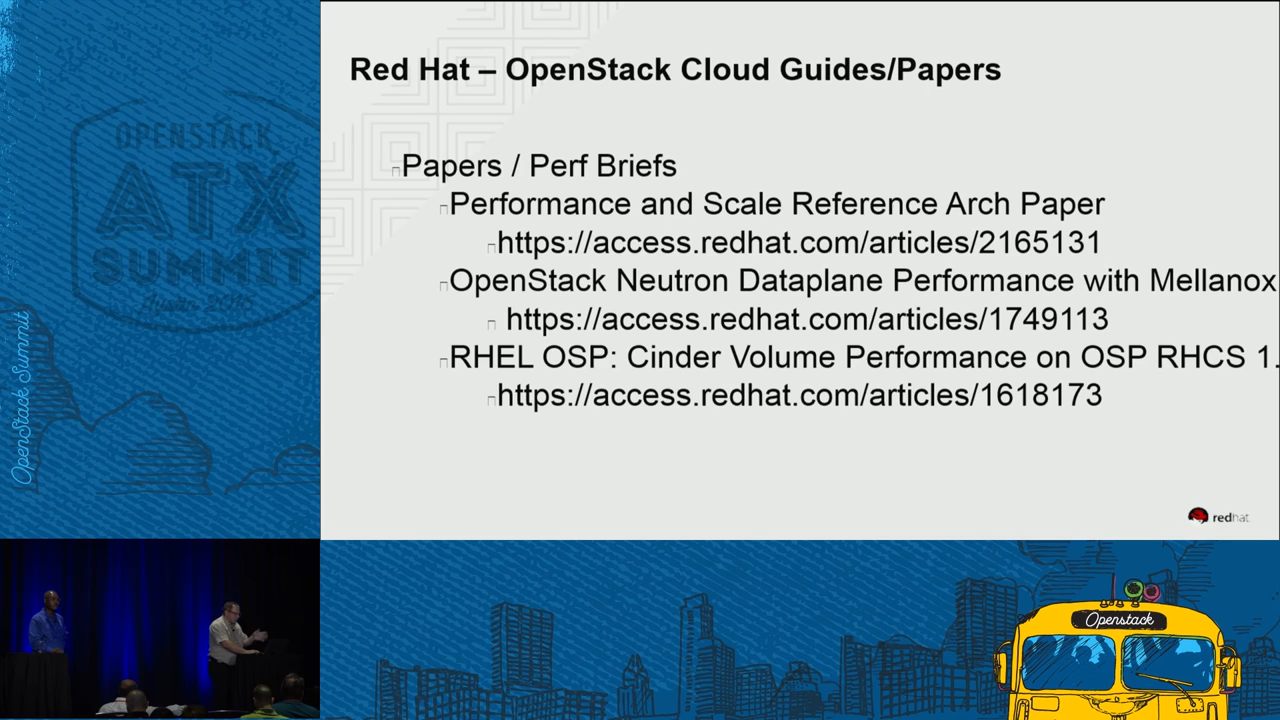 Red Hat – OpenStack Cloud Guides/Papers
Papers / Perf Briefs
Performance and Scale Reference Arch Paper
https://access.redhat.com/articles/2165131
OpenStack Neutron Dataplane Performance with Mellanox
https://access.redhat.com/articles/1749113
RHEL OSP: Cinder Volume Performance on OSP RHCS 1.
https://access.redhat.com/articles/1618173
redhat
OPENSTACK
ATX
SUMMIT
Austin 2016
OpenStack Summit
Openstack